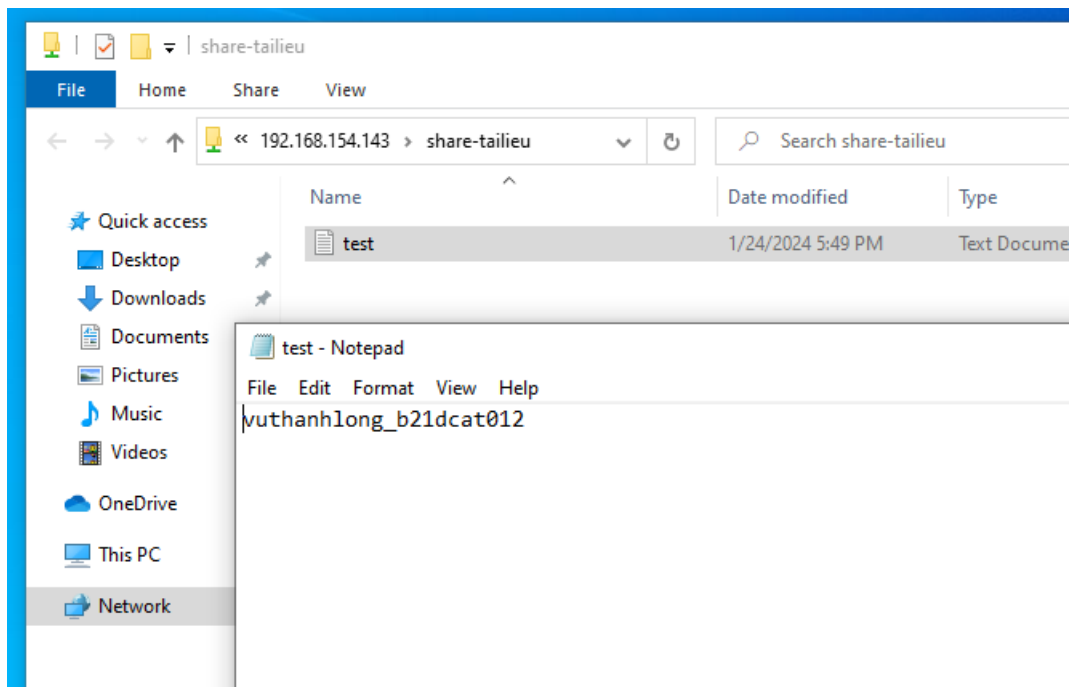 share-tailieu
File Home Share View
« 192.168.154.143 › share-tailieu
Search share-tailieu
Name Date modified Type
Quick access
test 1/24/2024 5:49 PM Text Docume
Desktop
Downloads
Documents
Pictures
Music
Videos
OneDrive
This PC
Network
test - Notepad
File Edit Format View Help
vuthanhlong_b21dcat012